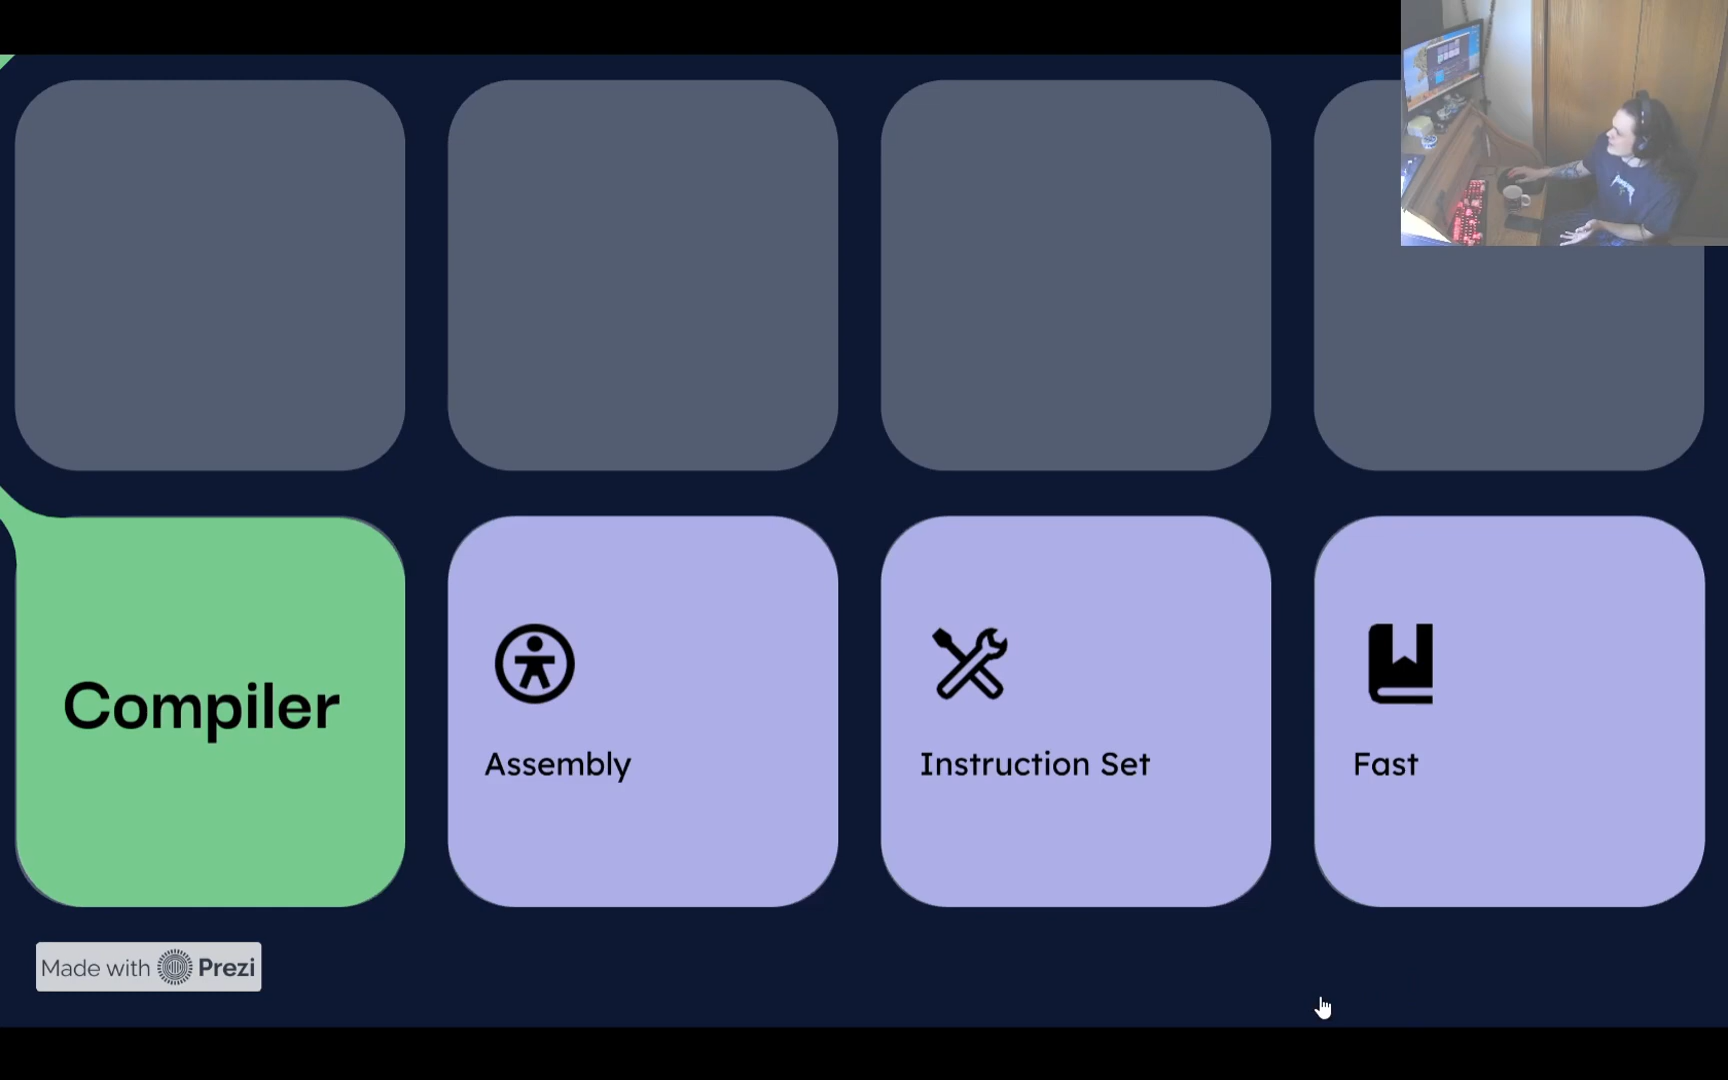 Compiler
Assembly
Instruction Set
Fast
Made with Prezi